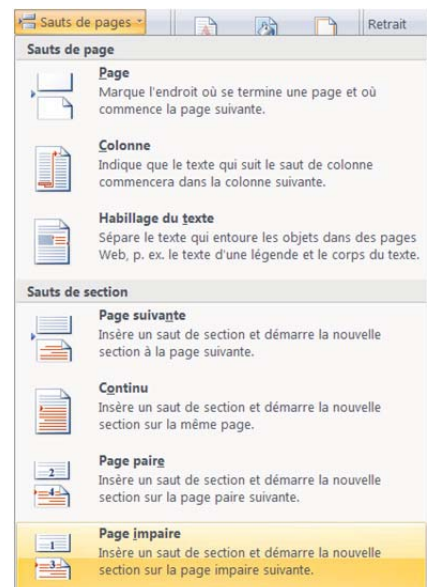 Sauts de pages
Retrait
Sauts de page
Page
Marque l'endroit où se termine une page et où
commence la page suivante.
Colonne
Indique que le texte qui suit le saut de colonne
commencera dans la colonne suivante.
Habillage du texte
Sépare le texte qui entoure les objets dans des pages
Web, p. ex. le texte d'une légende et le corps du texte.
Sauts de section
Page suivante
Insère un saut de section et démarre la nouvelle
section à la page suivante.
Continu
Insère un saut de section et démarre la nouvelle
section sur la même page.
2
4
Page paire
Insère un saut de section et démarre la nouvelle
section sur la page paire suivante.
1
3
Page impaire
Insère un saut de section et démarre la nouvelle
section sur la page impaire suivante.